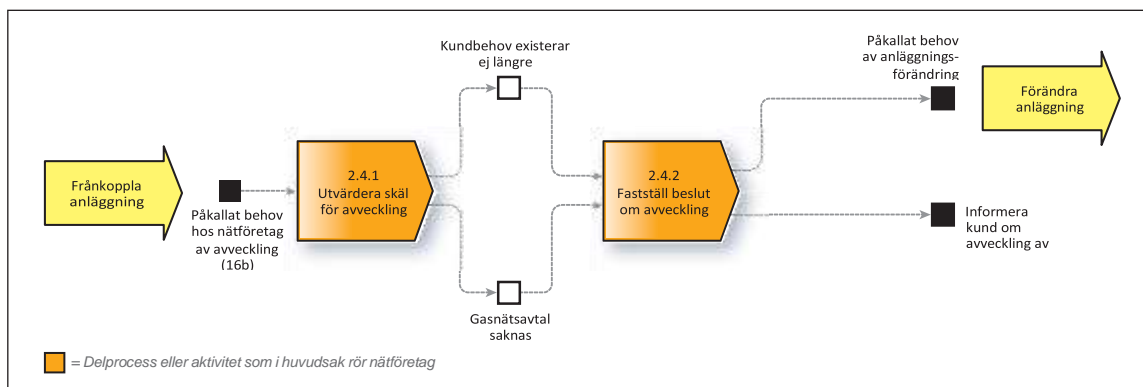 Frånkoppla
anläggning
Påkallat behov
hos nätföretag
av avveckling
(16b)
2.4.1
Utvärdera skäl
för avveckling
Kundbehov existerar
ej längre
Gasnätsavtal
saknas
2.4.2
Fastställ beslut
om avveckling
Påkallat behov
av anläggnings-
förändring
Förändra
anläggning
Informera
kund om
avveckling av
= Delprocess eller aktivitet som i huvudsak rör nätföretag